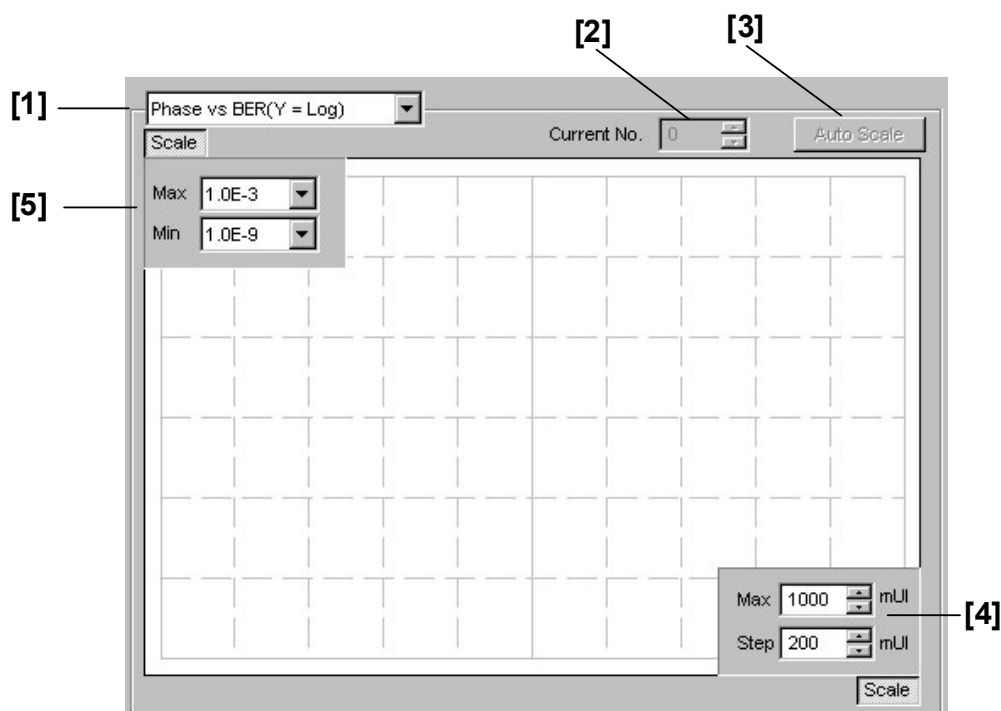 [2] [3]
[1] Phase vs BER(Y = Log)
Current No. 0 Auto Scale
Scale
[5] Max 1.0E-3
Min 1.0E-9
Max 1000 mUI
[4]
Step 200 mUI
Scale